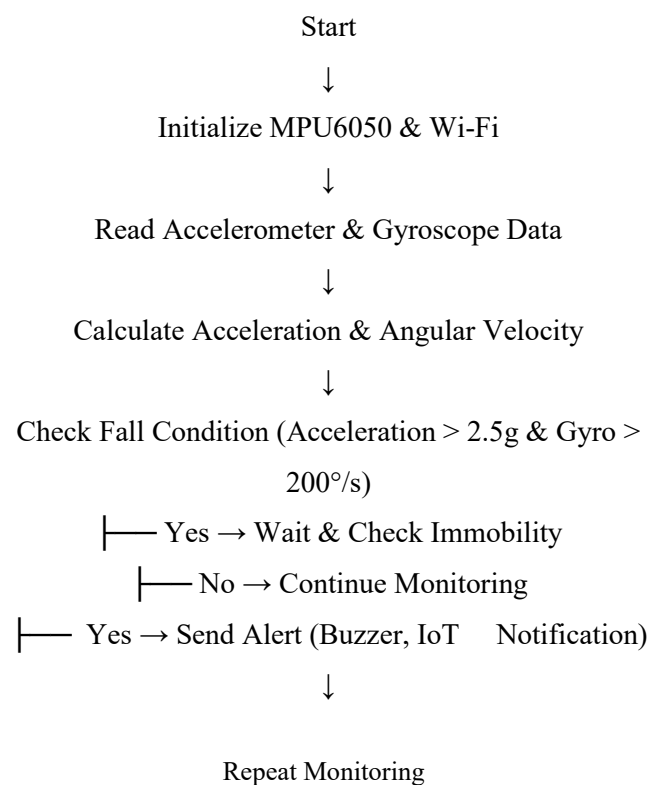 Start
↓
Initialize MPU6050 & Wi-Fi
↓
Read Accelerometer & Gyroscope Data
↓
Calculate Acceleration & Angular Velocity
↓
Check Fall Condition (Acceleration > 2.5g & Gyro >
200°/s)
├── Yes → Wait & Check Immobility
├── No → Continue Monitoring
├── Yes → Send Alert (Buzzer, IoT Notification)
↓
Repeat Monitoring